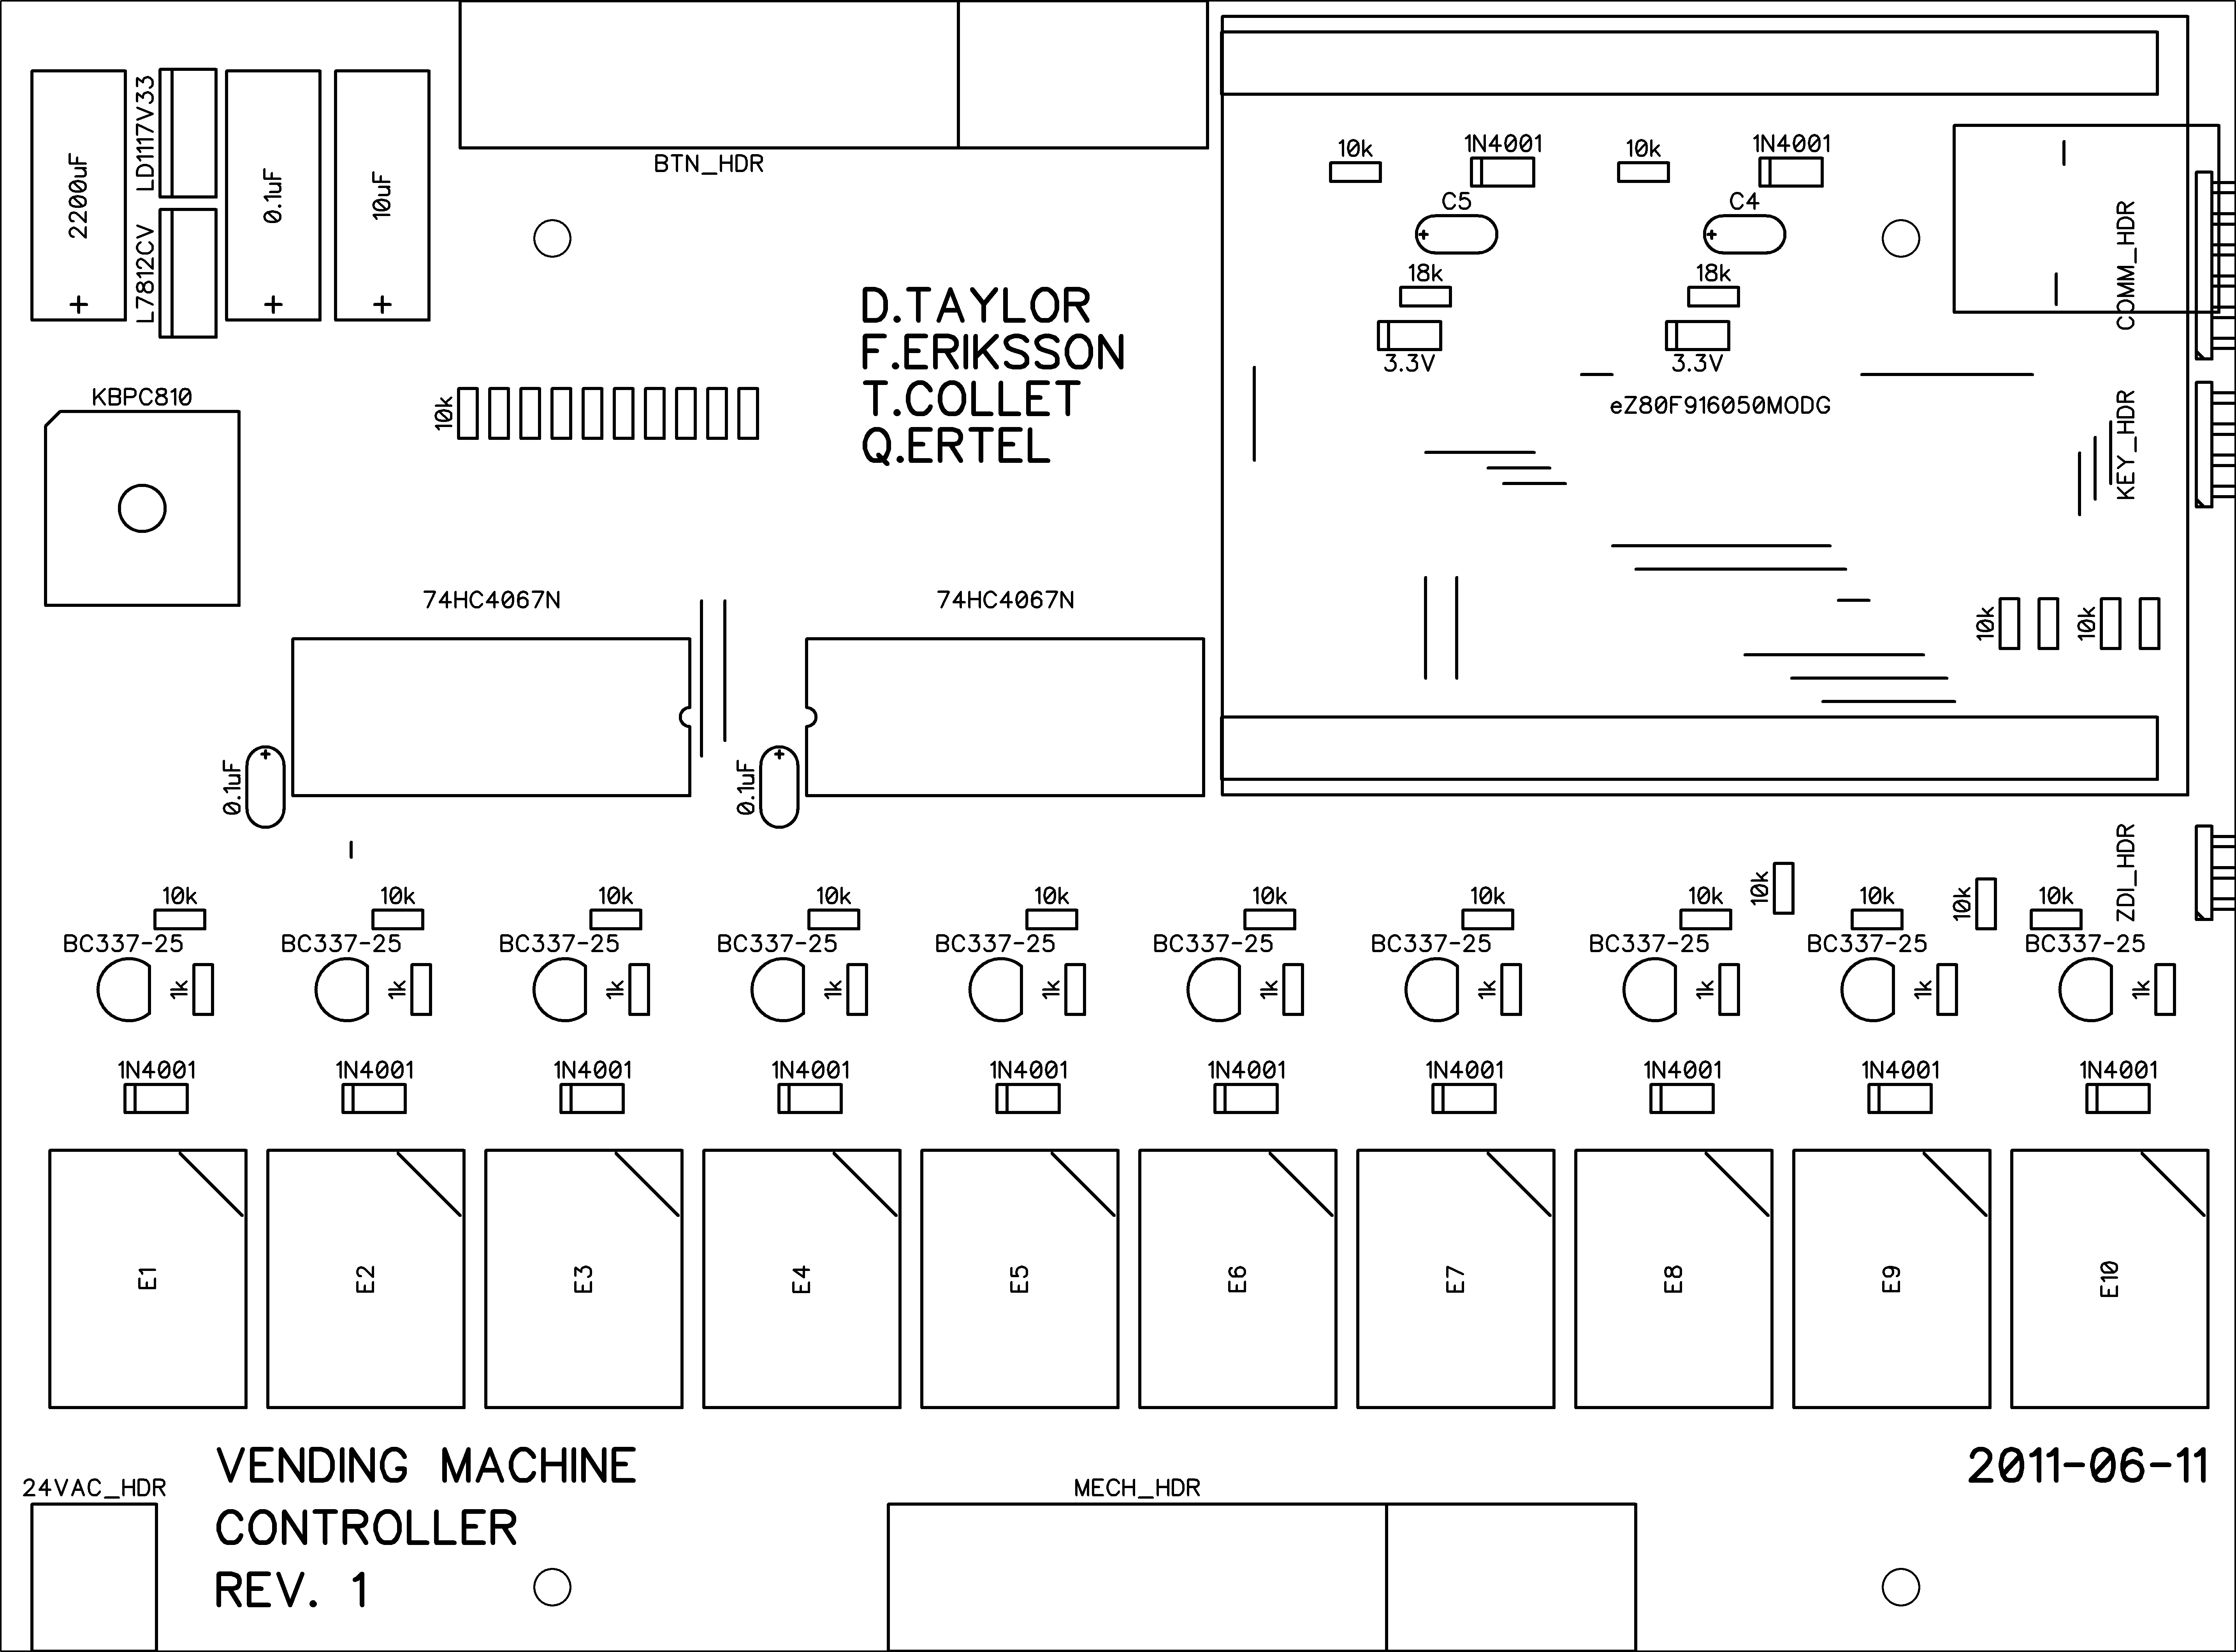 BTN_HDR
LD1117V33
2200uF
0.1uF
10uF
L7812CV
10k
1N4001
10k
1N4001
C5
C4
18k
18k
3.3V
3.3V
COMM_HDR
D.TAYLOR
F.ERIKSSON
T.COLLET
Q.ERTEL
KBPC810
10k
eZ80F916050MODG
KEY_HDR
74HC4067N
74HC4067N
10k
10k
0.1uF
0.1uF
ZDI_HDR
10k
10k
10k
10k
10k
10k
10k
10k
10k
10k
10k
10k
BC337-25
BC337-25
BC337-25
BC337-25
BC337-25
BC337-25
BC337-25
BC337-25
BC337-25
BC337-25
1k
1k
1k
1k
1k
1k
1k
1k
1k
1k
1N4001
1N4001
1N4001
1N4001
1N4001
1N4001
1N4001
1N4001
1N4001
1N4001
E1
E2
E3
E4
E5
E6
E7
E8
E9
E10
VENDING MACHINE
CONTROLLER
REV. 1
24VAC_HDR
MECH_HDR
2011-06-11